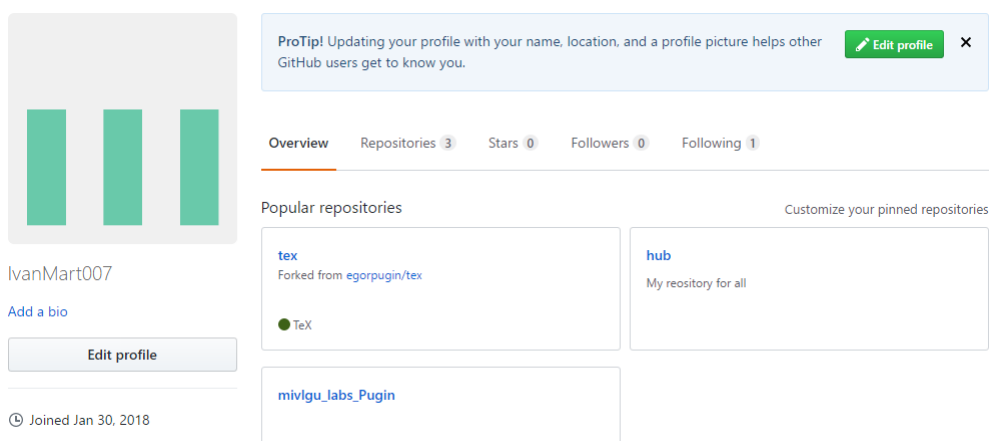 ProTip! Updating your profile with your name, location, and a profile picture helps other
GitHub users get to know you.
Edit profile
Overview Repositories 3 Stars 0 Followers 0 Following 1
Popular repositories
Customize your pinned repositories
tex
Forked from egorpugin/tex
TeX
hub
My reository for all
mivlgu_labs_Pugin
IvanMart007
Add a bio
Edit profile
Joined Jan 30, 2018